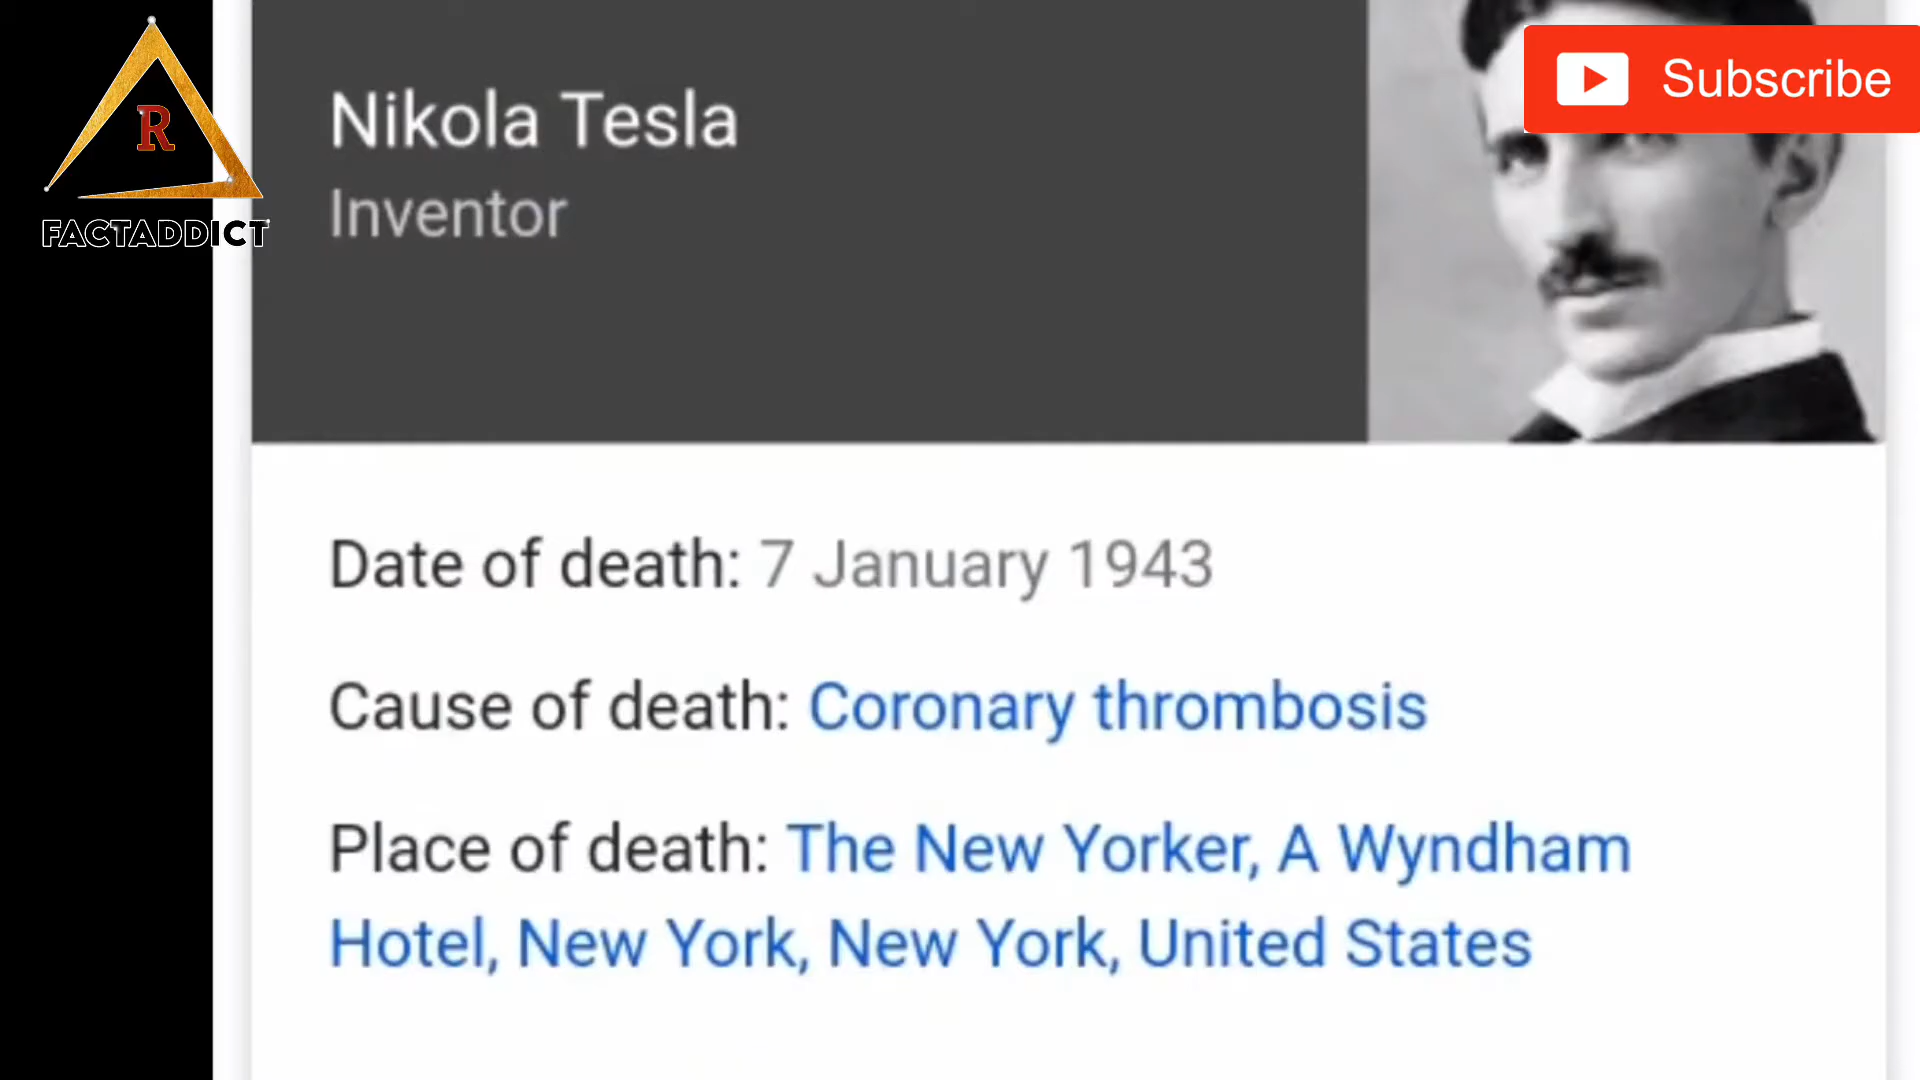 Nikola Tesla
Inventor
Subscribe
R
FACTADDICT
Date of death: 7 January 1943
Cause of death: Coronary thrombosis
Place of death: The New Yorker, A Wyndham
Hotel, New York, New York, United States